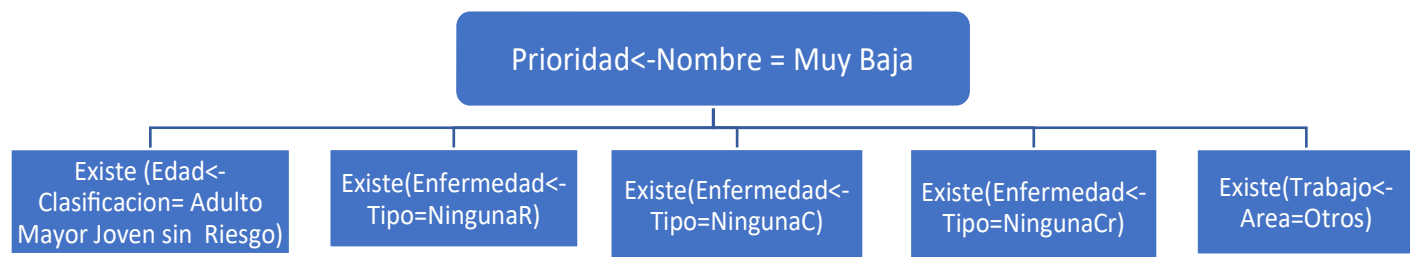 Prioridad<-Nombre = Muy Baja
Existe (Edad<-
Clasificacion= Adulto
Mayor Joven sin  Riesgo)
Existe(Enfermedad<-
Tipo=NingunaR)
Existe(Enfermedad<-
Tipo=NingunaC)
Existe(Enfermedad<-
Tipo=NingunaCr)
Existe(Trabajo<-
Area=Otros)